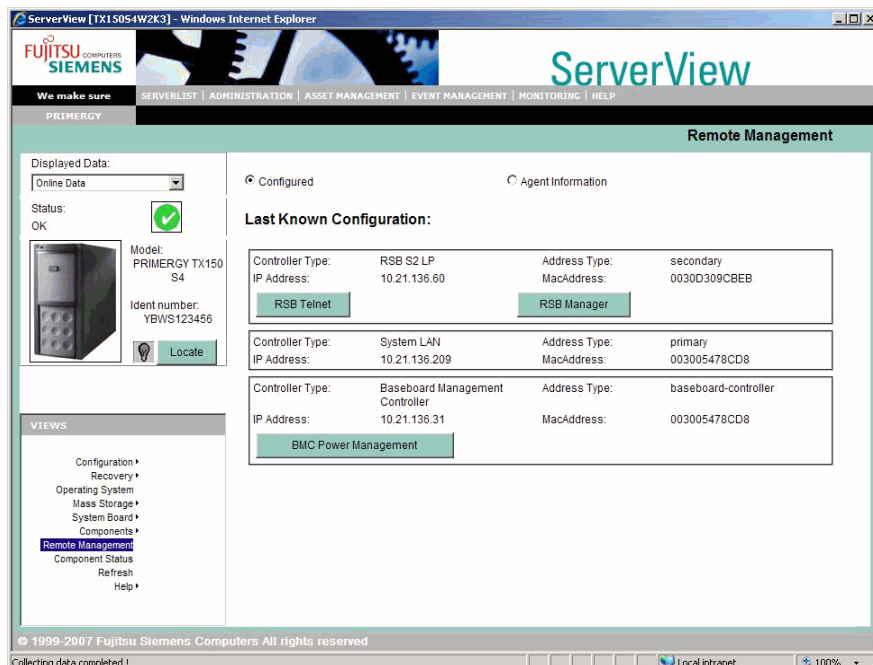 ServerView [TX150S4W2K3] - Windows Internet Explorer
FUJITSU COMPUTERS
SIEMENS
ServerView
We make sure
SERVERLIST | ADMINISTRATION | ASSET MANAGEMENT | EVENT MANAGEMENT | MONITORING | HELP
PRIMERGY
Remote Management
Displayed Data:
Online Data
Configured
Agent Information
Status:
OK
Last Known Configuration:
Model:
PRIMERGY TX150
S4
Ident number:
YBWS123456
Locate
Controller Type: RSB S2 LP Address Type: secondary
IP Address: 10.21.136.60 MacAddress: 0030D309CBEB
RSB Telnet RSB Manager
Controller Type: System LAN Address Type: primary
IP Address: 10.21.136.209 MacAddress: 003005478CD8
Controller Type: Baseboard Management Address Type: baseboard-controller
Controller
IP Address: 10.21.136.31 MacAddress: 003005478CD8
BMC Power Management
VIEWS
Configuration
Recovery
Operating System
Mass Storage
System Board
Components
Remote Management
Component Status
Refresh
Help
© 1999-2007 Fujitsu Siemens Computers All rights reserved
Collecting data completed ! Local intranet 100%